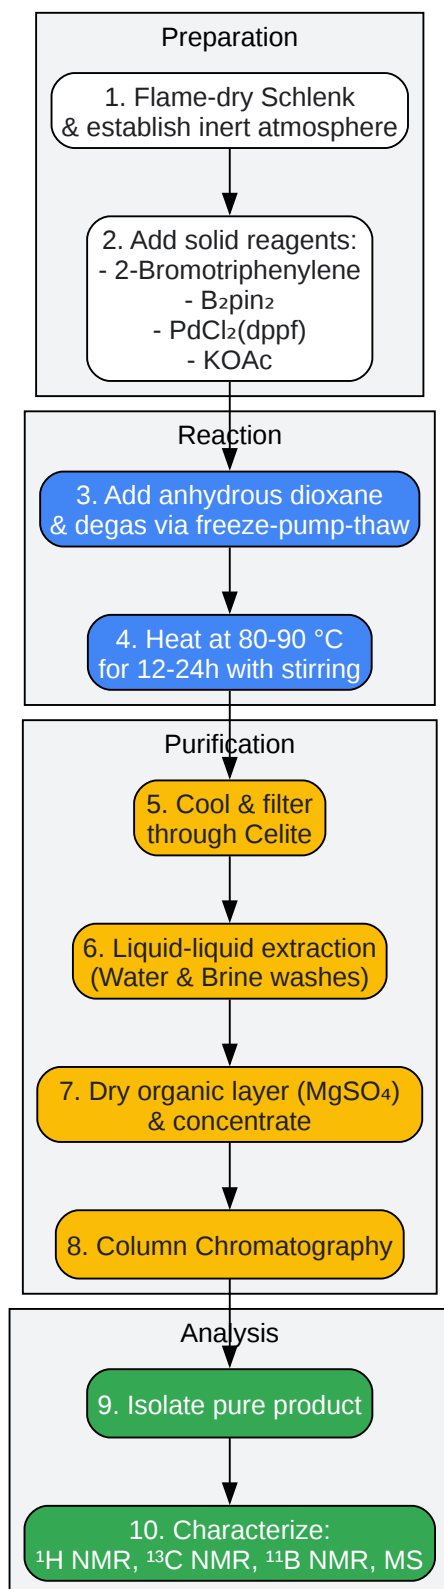 Preparation
1. Flame-dry Schlenk
& establish inert atmosphere
2. Add solid reagents:
- 2-Bromotriphenylene
- B₂pin₂
- PdCl₂(dppf)
- KOAc
Reaction
3. Add anhydrous dioxane
& degas via freeze-pump-thaw
4. Heat at 80-90 °C
for 12-24h with stirring
Purification
5. Cool & filter
through Celite
6. Liquid-liquid extraction
(Water & Brine washes)
7. Dry organic layer (MgSO₄)
& concentrate
8. Column Chromatography
Analysis
9. Isolate pure product
10. Characterize:
¹H NMR, ¹³C NMR, ¹¹B NMR, MS